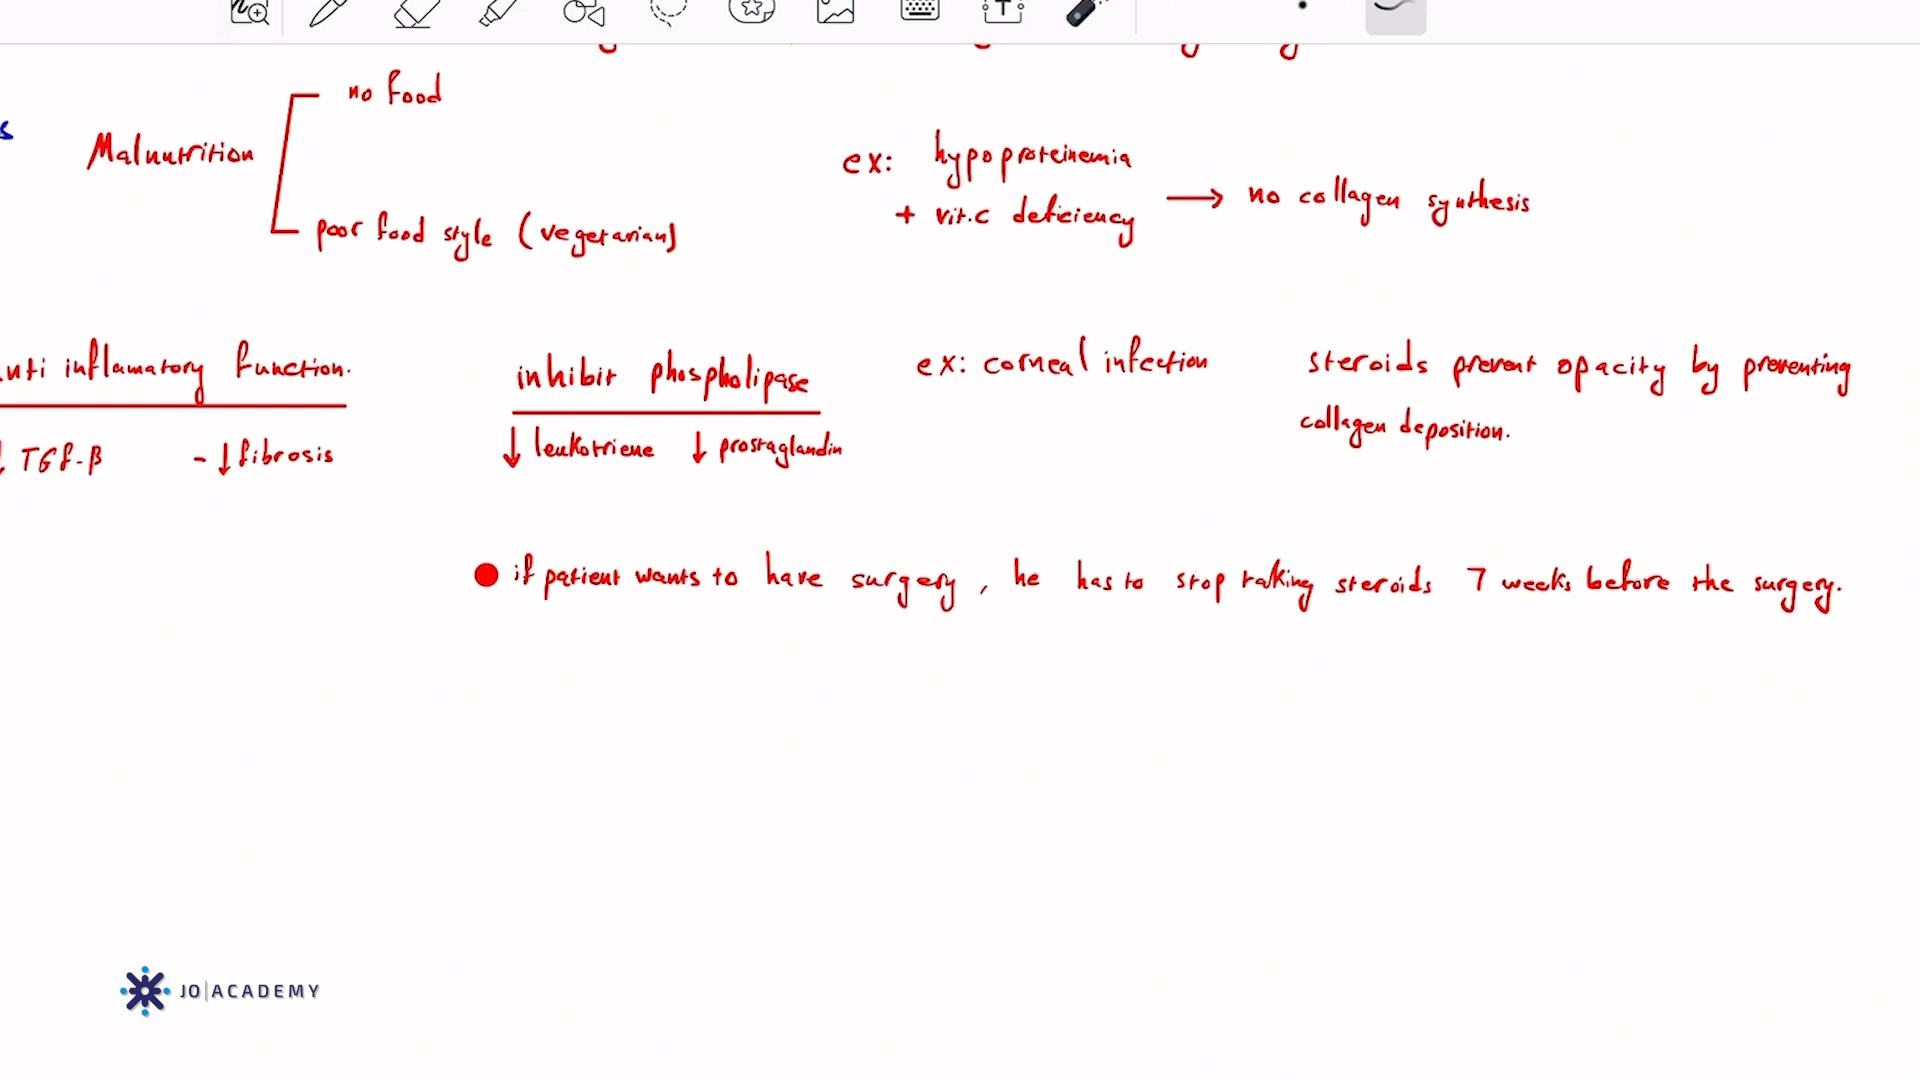 no food
Malnutrition
poor food style (vegetarian)
ex: hypoproteinemia
+ vit.c deficiency → no collagen synthesis
inflamatory function.
inhibit phospholipase
ex: corneal infection
steroids prevent opacity by preventing
collagen deposition.
↓ TGF-β
- ↓ fibrosis
↓ leukotriene ↓ prostaglandin
● if patient wants to have surgery, he has to stop taking steroids 7 weeks before the surgery.
JO|ACADEMY